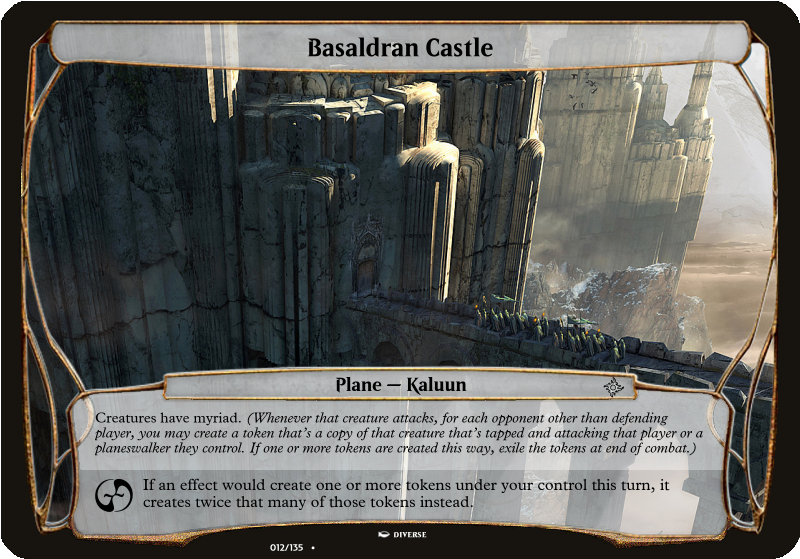 Basaldran Castle
Plane — Kaluun
Creatures have myriad. (Whenever that creature attacks, for each opponent other than defending
player, you may create a token that's a copy of that creature that's tapped and attacking that player or a
planeswalker they control. If one or more tokens are created this way, exile the tokens at end of combat.)
If an effect would create one or more tokens under your control this turn, it
creates twice that many of those tokens instead.
DIVERSE
012/135 •